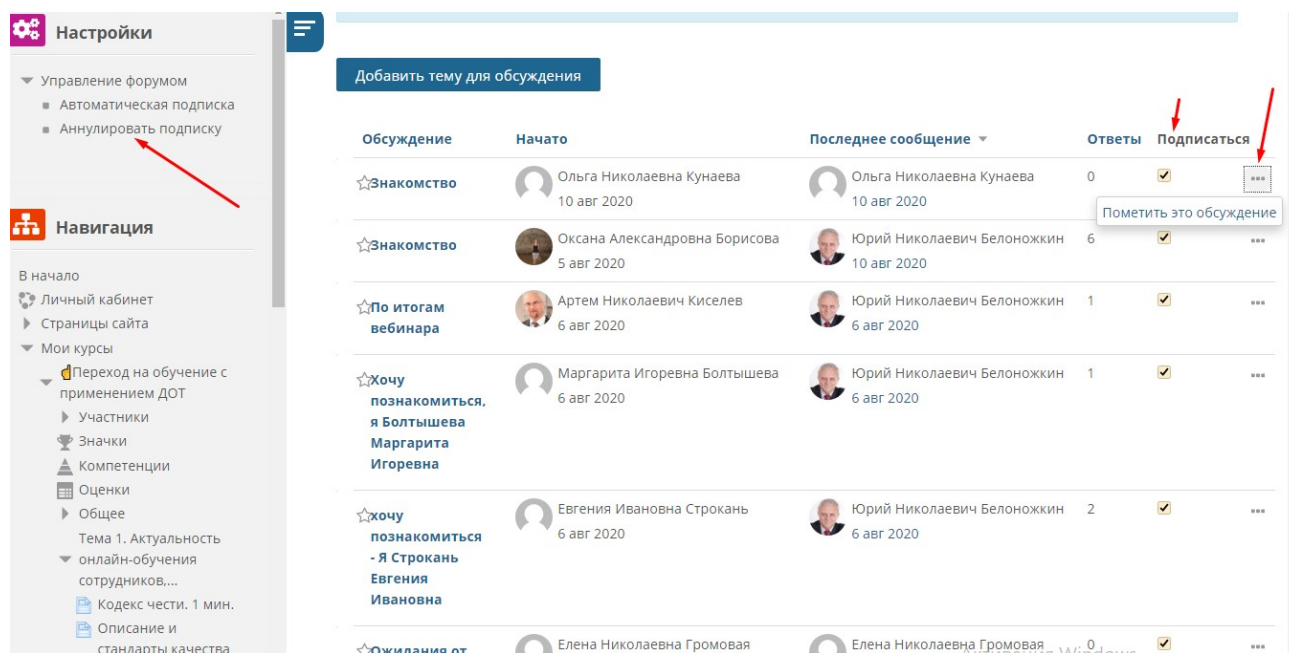 Настройки
Управление форумом
Автоматическая подписка
Аннулировать подписку
Навигация
В начало
Личный кабинет
Страницы сайта
Мои курсы
Переход на обучение с
применением ДОТ
Участники
Значки
Компетенции
Оценки
Общее
Тема 1. Актуальность
онлайн-обучения
сотрудников,...
Кодекс чести. 1 мин.
Описание и
стандарты качества
Добавить тему для обсуждения
Обсуждение Начато Последнее сообщение Ответы Подписаться
Знакомство Ольга Николаевна Кунаева Ольга Николаевна Кунаева 0
10 авг 2020 10 авг 2020
Пометить это обсуждение
Знакомство Оксана Александровна Борисова Юрий Николаевич Белоножкин 6
5 авг 2020 10 авг 2020
По итогам Артем Николаевич Киселев Юрий Николаевич Белоножкин 1
вебинара 6 авг 2020 6 авг 2020
Хочу Маргарита Игоревна Болтышева Юрий Николаевич Белоножкин 1
познакомиться, 6 авг 2020 6 авг 2020
я Болтышева
Маргарита
Игоревна
хочу Евгения Ивановна Строкань Юрий Николаевич Белоножкин 2
познакомиться 6 авг 2020 6 авг 2020
- Я Строкань
Евгения
Ивановна
Ожидания от Елена Николаевна Громовая Елена Николаевна Громовая 0
Активация Windows